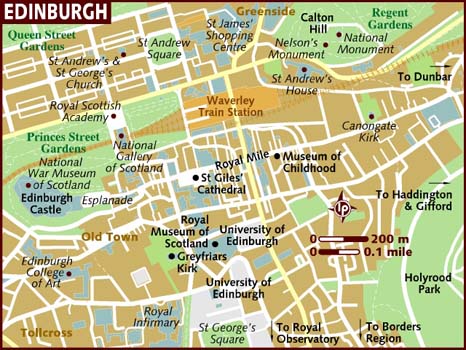 EDINBURGH
Greenside
Queen Street
Gardens
St Andrew
Square
St James'
Shopping
Centre
Calton
Hill
Regent
Gardens
Nelson's
Monument
National
Monument
St Andrew's &
St George's
Church
St Andrew's
House
To Dunbar
Royal Scottish
Academy
Waverley
Train Station
Canongate
Kirk
Princes Street
Gardens
National
Gallery
of Scotland
Royal Mile
Museum of
Childhood
National
War Museum
of Scotland
Edinburgh
Castle
Esplanade
St Giles'
Cathedral
To Haddington
& Gifford
LP
Old Town
Royal
Museum of
Scotland
University of
Edinburgh
0 200 m
0 0.1 mile
Greyfriars
Kirk
Edinburgh
College
of Art
University of
Edinburgh
Holyrood
Park
Royal
Infirmary
Tollcross
St George's
Square
To Royal
Observatory
To Borders
Region